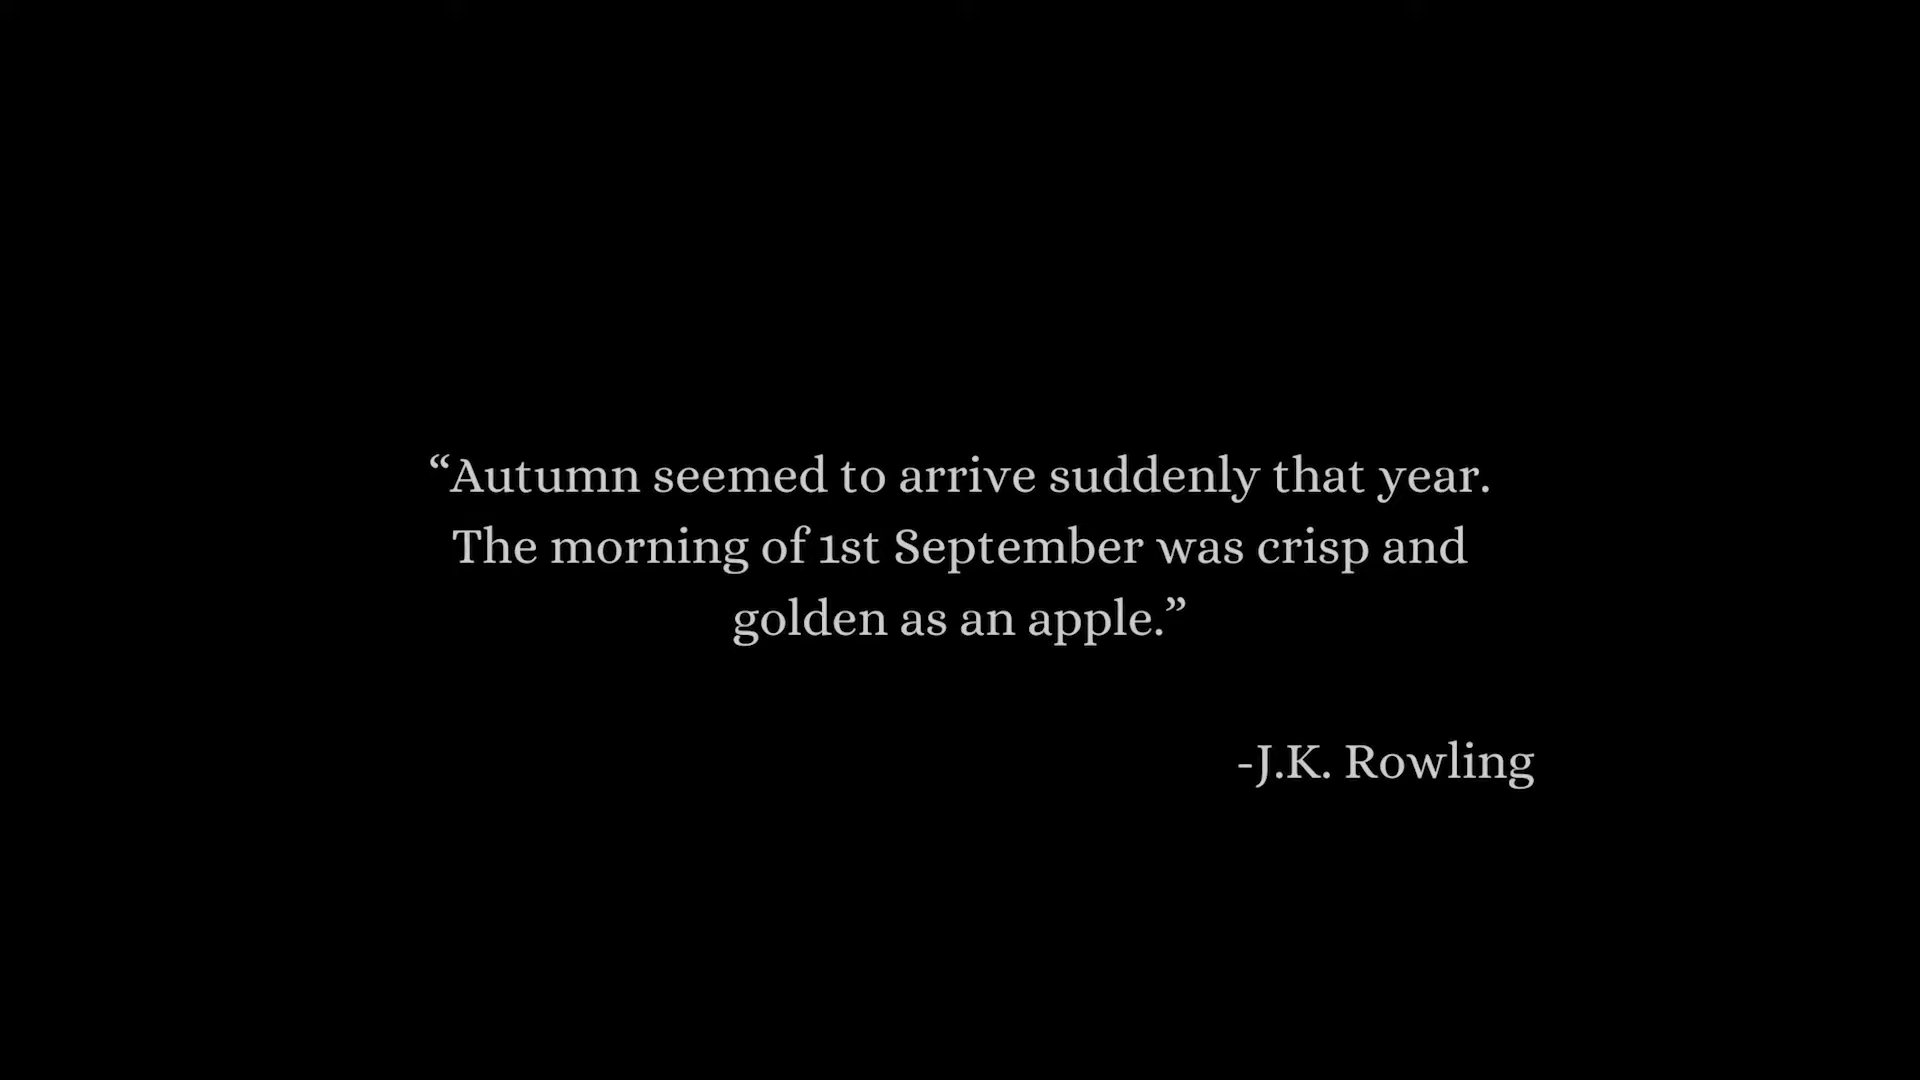 “Autumn seemed to arrive suddenly that year.
The morning of 1st September was crisp and
golden as an apple.”
-J.K. Rowling